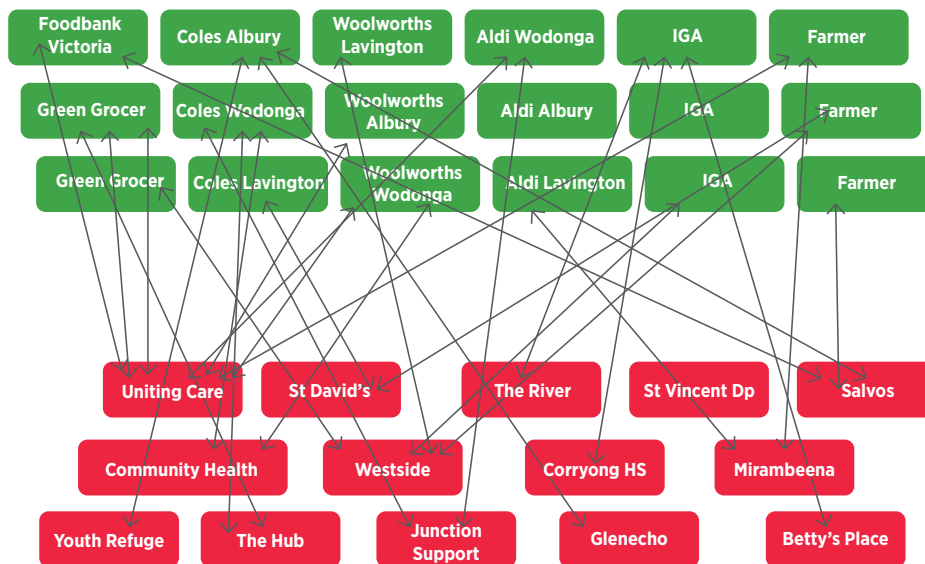 Foodbank
Victoria
Coles Albury
Woolworths
Lavington
Aldi Wodonga
IGA
Farmer
Green Grocer
Coles Wodonga
Woolworths
Albury
Aldi Albury
IGA
Farmer
Green Grocer
Coles Lavington
Woolworths
Wodonga
Aldi Lavington
IGA
Farmer
Uniting Care
St David's
The River
St Vincent Dp
Salvos
Community Health
Westside
Corryong HS
Mirambeena
Youth Refuge
The Hub
Junction
Support
Glenecho
Betty's Place